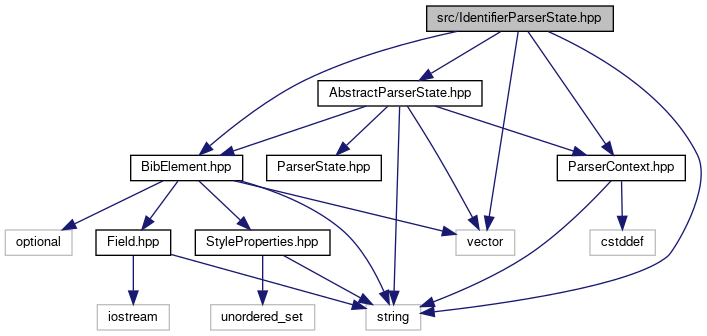 src/IdentifierParserState.hpp
AbstractParserState.hpp
BibElement.hpp
ParserState.hpp
ParserContext.hpp
optional
Field.hpp
StyleProperties.hpp
vector
cstddef
iostream
unordered_set
string